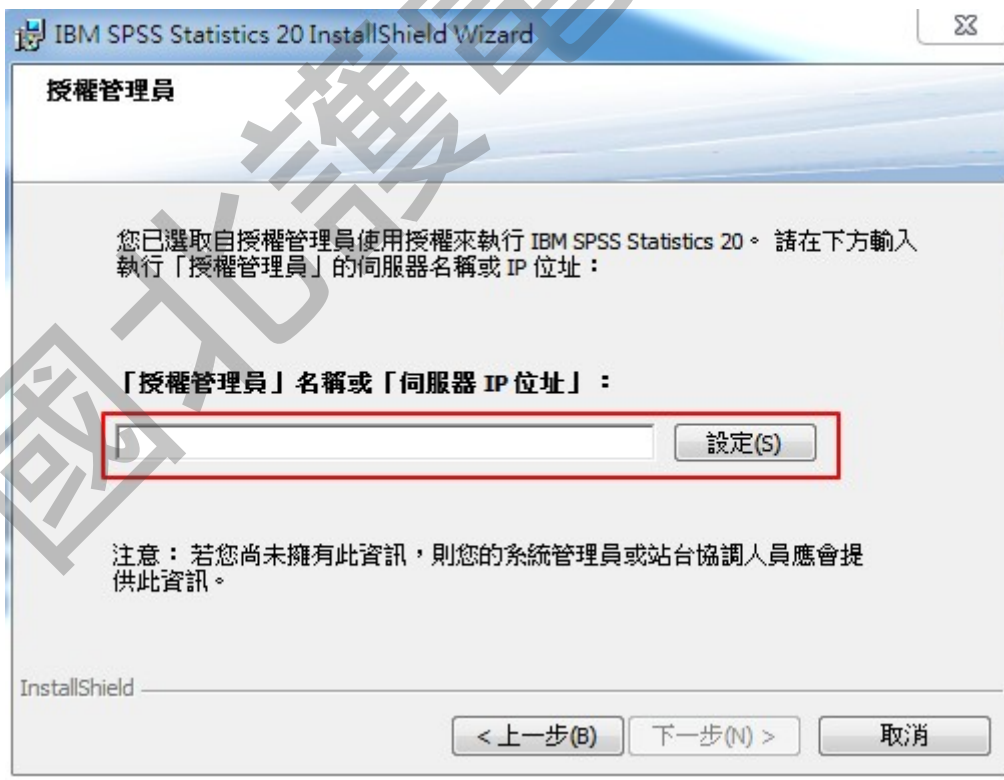 IBM SPSS Statistics 20 InstallShield Wizard
授權管理員
您已選取自授權管理員使用授權來執行 IBM SPSS Statistics 20。 請在下方輸入
執行「授權管理員」的伺服器名稱或 IP 位址：
「授權管理員」名稱或「伺服器 IP 位址」：
設定(S)
注意： 若您尚未擁有此資訊，則您的系統管理員或站台協調人員應會提
供此資訊。
InstallShield
< 上一步(B)
下一步(N) >
取消
國北護